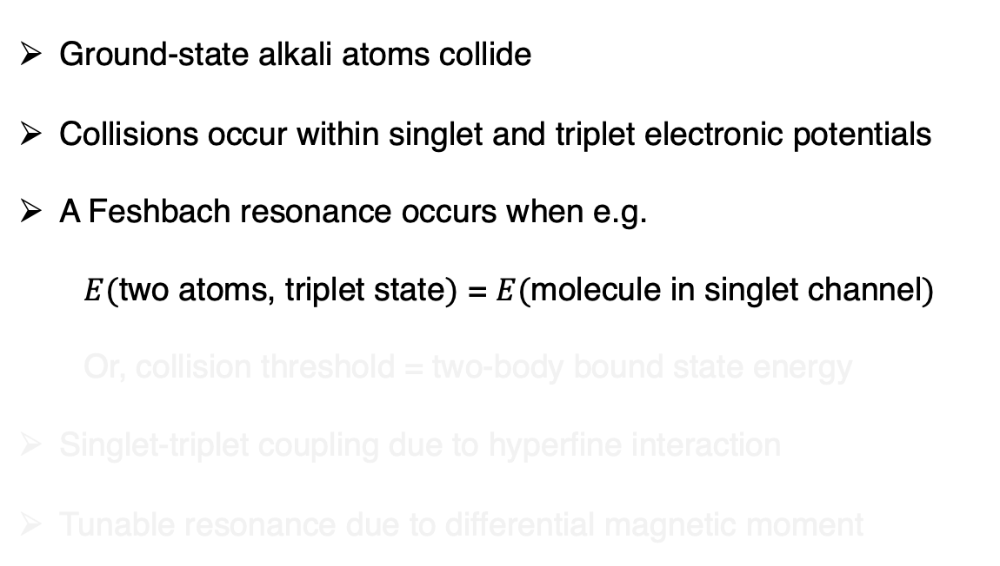 ➢ Ground-state alkali atoms collide
➢ Collisions occur within singlet and triplet electronic potentials
➢ A Feshbach resonance occurs when e.g.
E(two atoms, triplet state) = E(molecule in singlet channel)
Or, collision threshold = two-body bound state energy
➢ Singlet-triplet coupling due to hyperfine interaction
➢ Tunable resonance due to differential magnetic moment